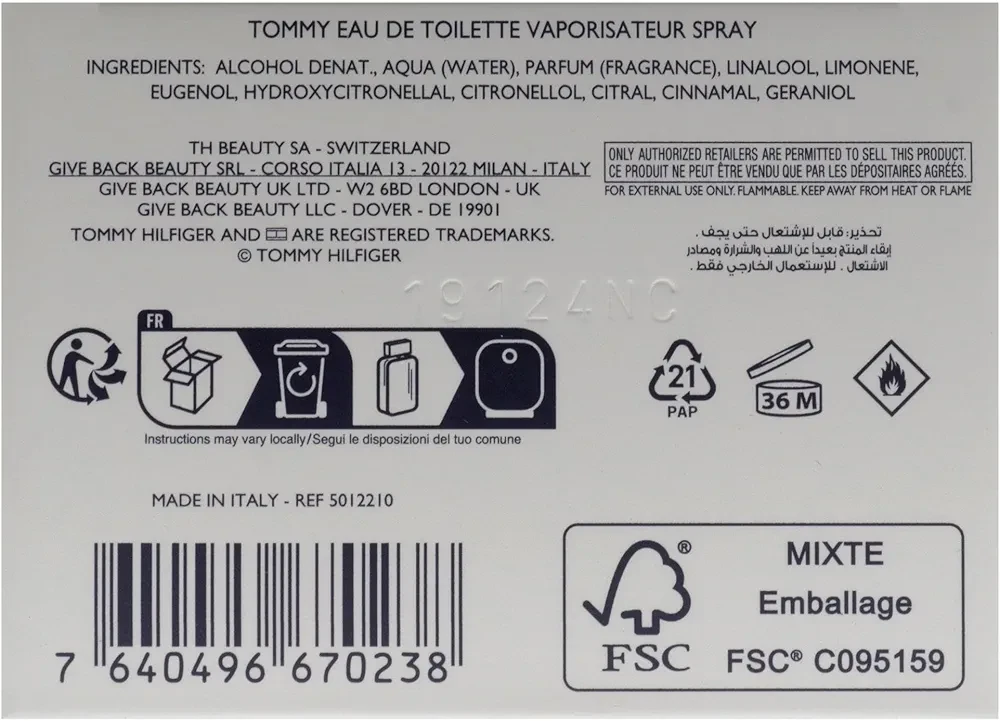 TOMMY EAU DE TOILETTE VAPORISATEUR SPRAY
INGREDIENTS: ALCOHOL DENAT., AQUA (WATER), PARFUM (FRAGRANCE), LINALOOL, LIMONENE,
EUGENOL, HYDROXYCITRONELLAL, CITRONELLOL, CITRAL, CINNAMAL, GERANIOL
TH BEAUTY SA - SWITZERLAND
GIVE BACK BEAUTY SRL - CORSO ITALIA 13 - 20122 MILAN - ITALY
GIVE BACK BEAUTY UK LTD - W2 6BD LONDON - UK
GIVE BACK BEAUTY LLC - DOVER - DE 19901
TOMMY HILFIGER AND ARE REGISTERED TRADEMARKS.
© TOMMY HILFIGER
ONLY AUTHORIZED RETAILERS ARE PERMITTED TO SELL THIS PRODUCT.
CE PRODUIT NE PEUT ÊTRE VENDU QUE PAR LES DÉPOSITAIRES AGRÉÉS.
FOR EXTERNAL USE ONLY. FLAMMABLE. KEEP AWAY FROM HEAT OR FLAME
تحذير: قابل للإشتعال حتى يجف .
إبقاء المنتج بعيداً عن اللهب والشرارة ومصادر
الاشتعال . للإستعمال الخارجي فقط .
19124NC
FR
Instructions may vary locally/Segui le disposizioni del tuo comune
21
PAP
36 M
MADE IN ITALY - REF 5012210
7 640496 670238
® MIXTE
Emballage
FSC FSC® C095159